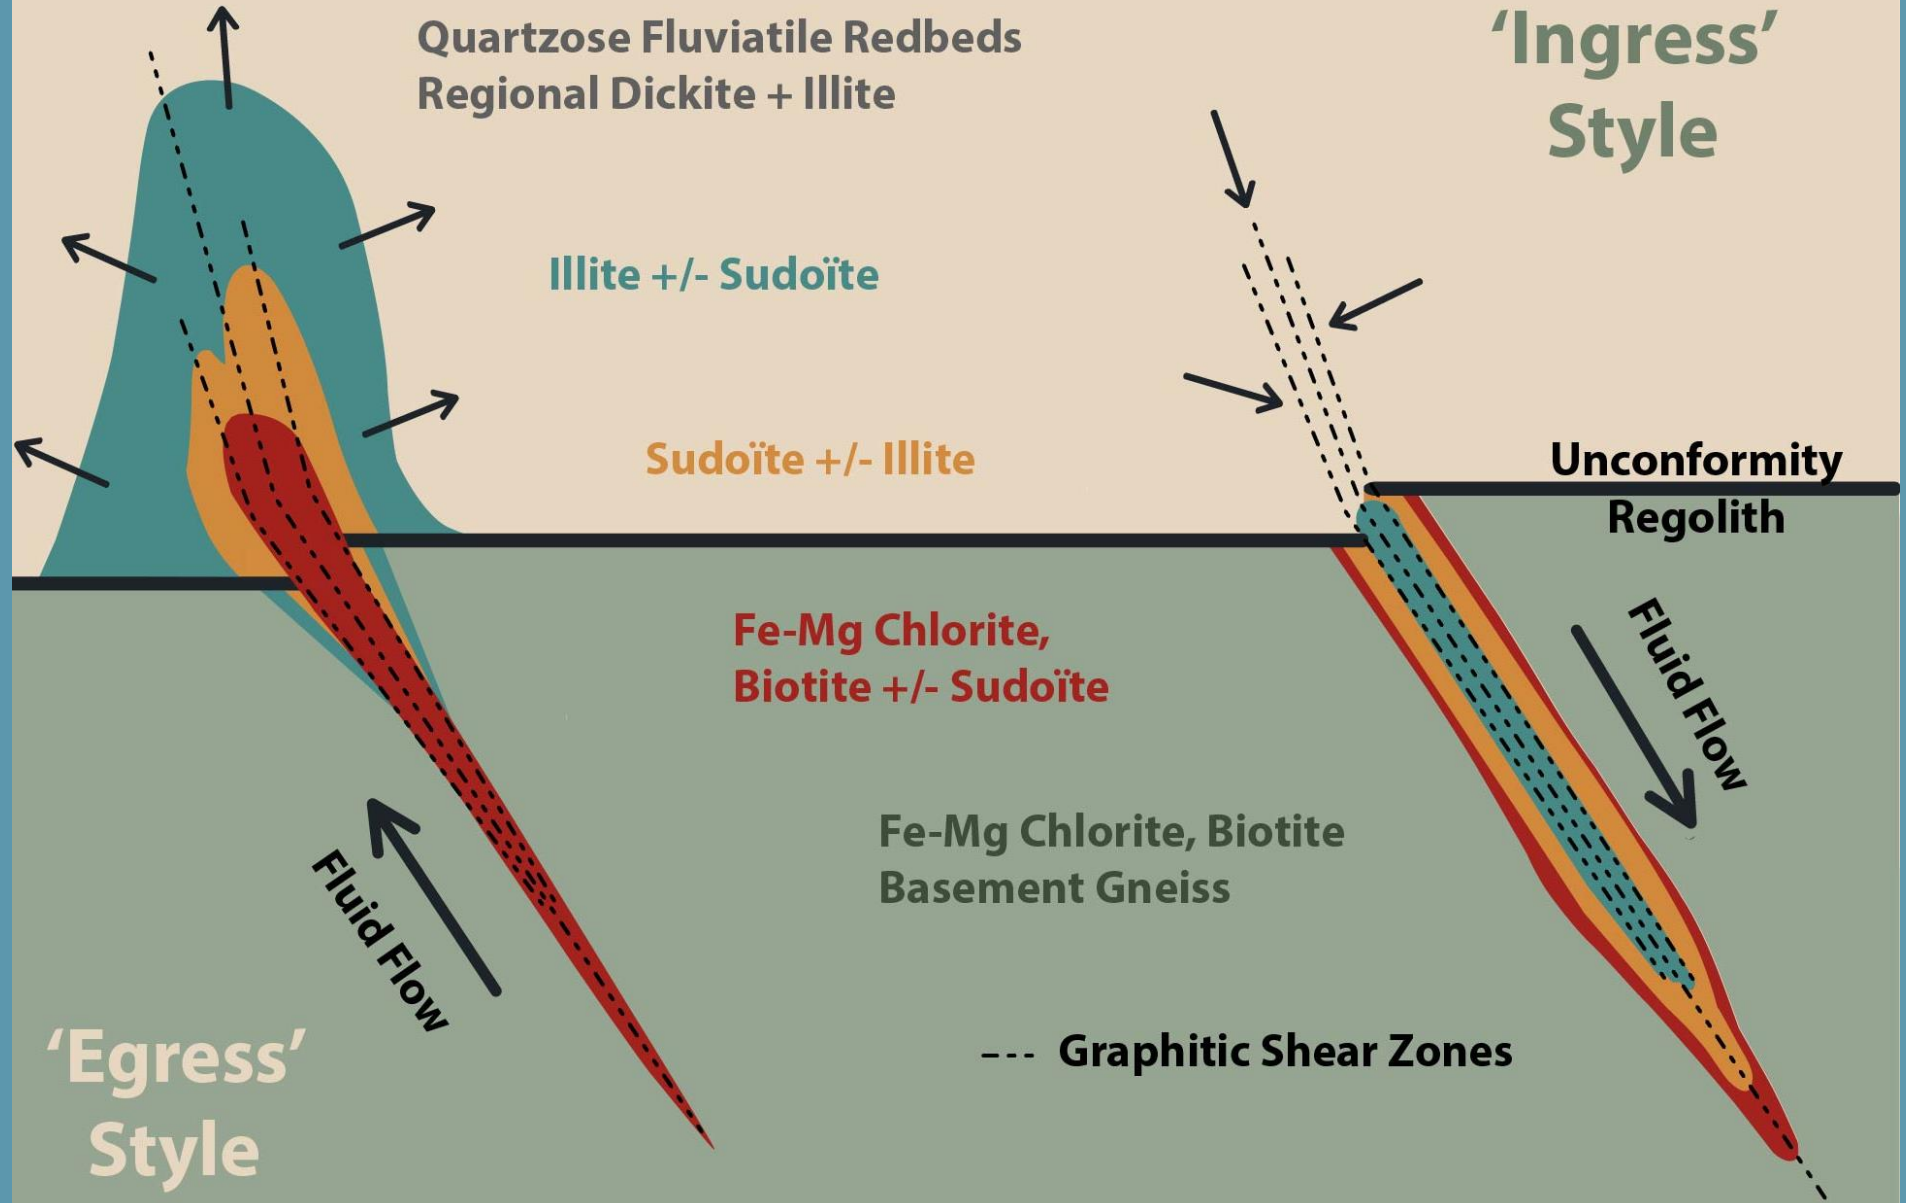 Quartzose Fluviatile Redbeds
Regional Dickite + Illite
‘Ingress’
Style
Illite +/- Sudoïte
Sudoïte +/- Illite
Unconformity
Regolith
Fe-Mg Chlorite,
Biotite +/- Sudoïte
Fluid Flow
Fe-Mg Chlorite, Biotite
Basement Gneiss
Fluid Flow
‘Egress’
Style
--- Graphitic Shear Zones